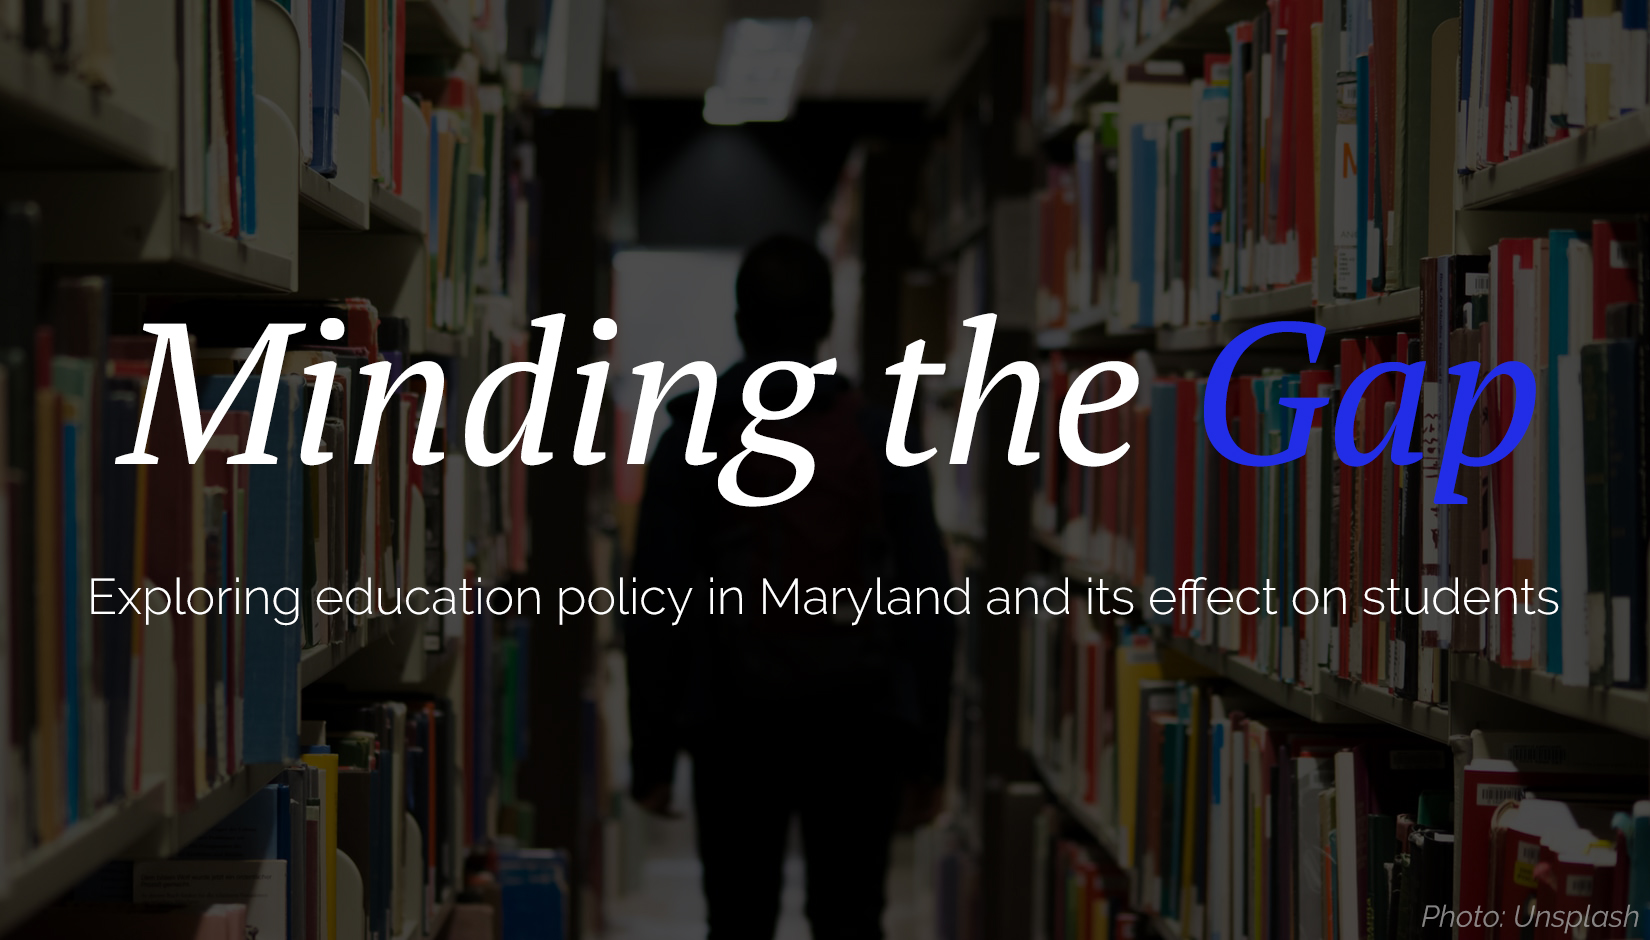 Minding the Gap
Exploring education policy in Maryland and its effect on students
Photo: Unsplash